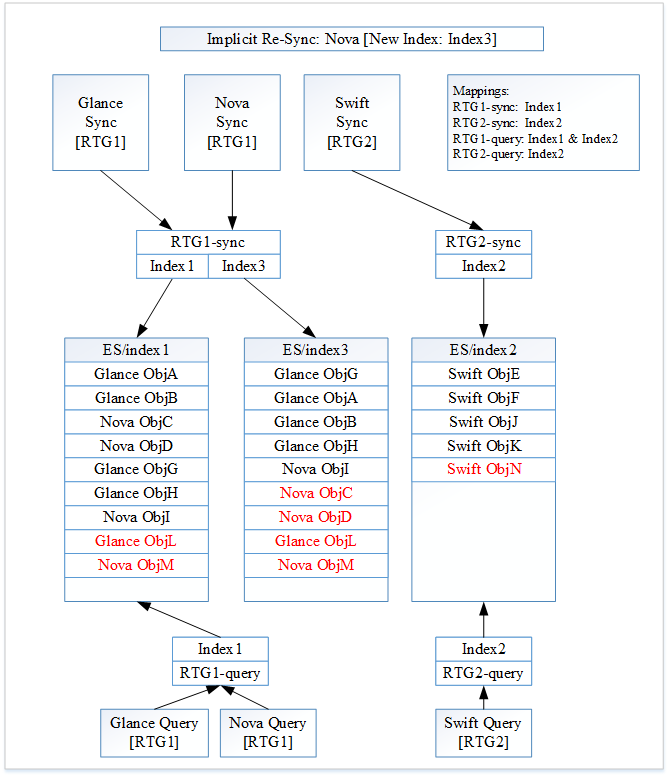 Implicit Re-Sync: Nova [New Index: Index3]
Glance
Sync
[RTG1]
Nova
Sync
[RTG1]
Swift
Sync
[RTG2]
Mappings:
RTG1-sync: Index1
RTG2-sync: Index2
RTG1-query: Index1 & Index2
RTG2-query: Index2
RTG1-sync
Index1
Index3
RTG2-sync
Index2
ES/index1
Glance ObjA
Glance ObjB
Nova ObjC
Nova ObjD
Glance ObjG
Glance ObjH
Nova ObjI
Glance ObjL
Nova ObjM
ES/index3
Glance ObjG
Glance ObjA
Glance ObjB
Glance ObjH
Nova ObjI
Nova ObjC
Nova ObjD
Glance ObjL
Nova ObjM
ES/index2
Swift ObjE
Swift ObjF
Swift ObjJ
Swift ObjK
Swift ObjN
Index1
RTG1-query
Index2
RTG2-query
Glance Query
[RTG1]
Nova Query
[RTG1]
Swift Query
[RTG2]